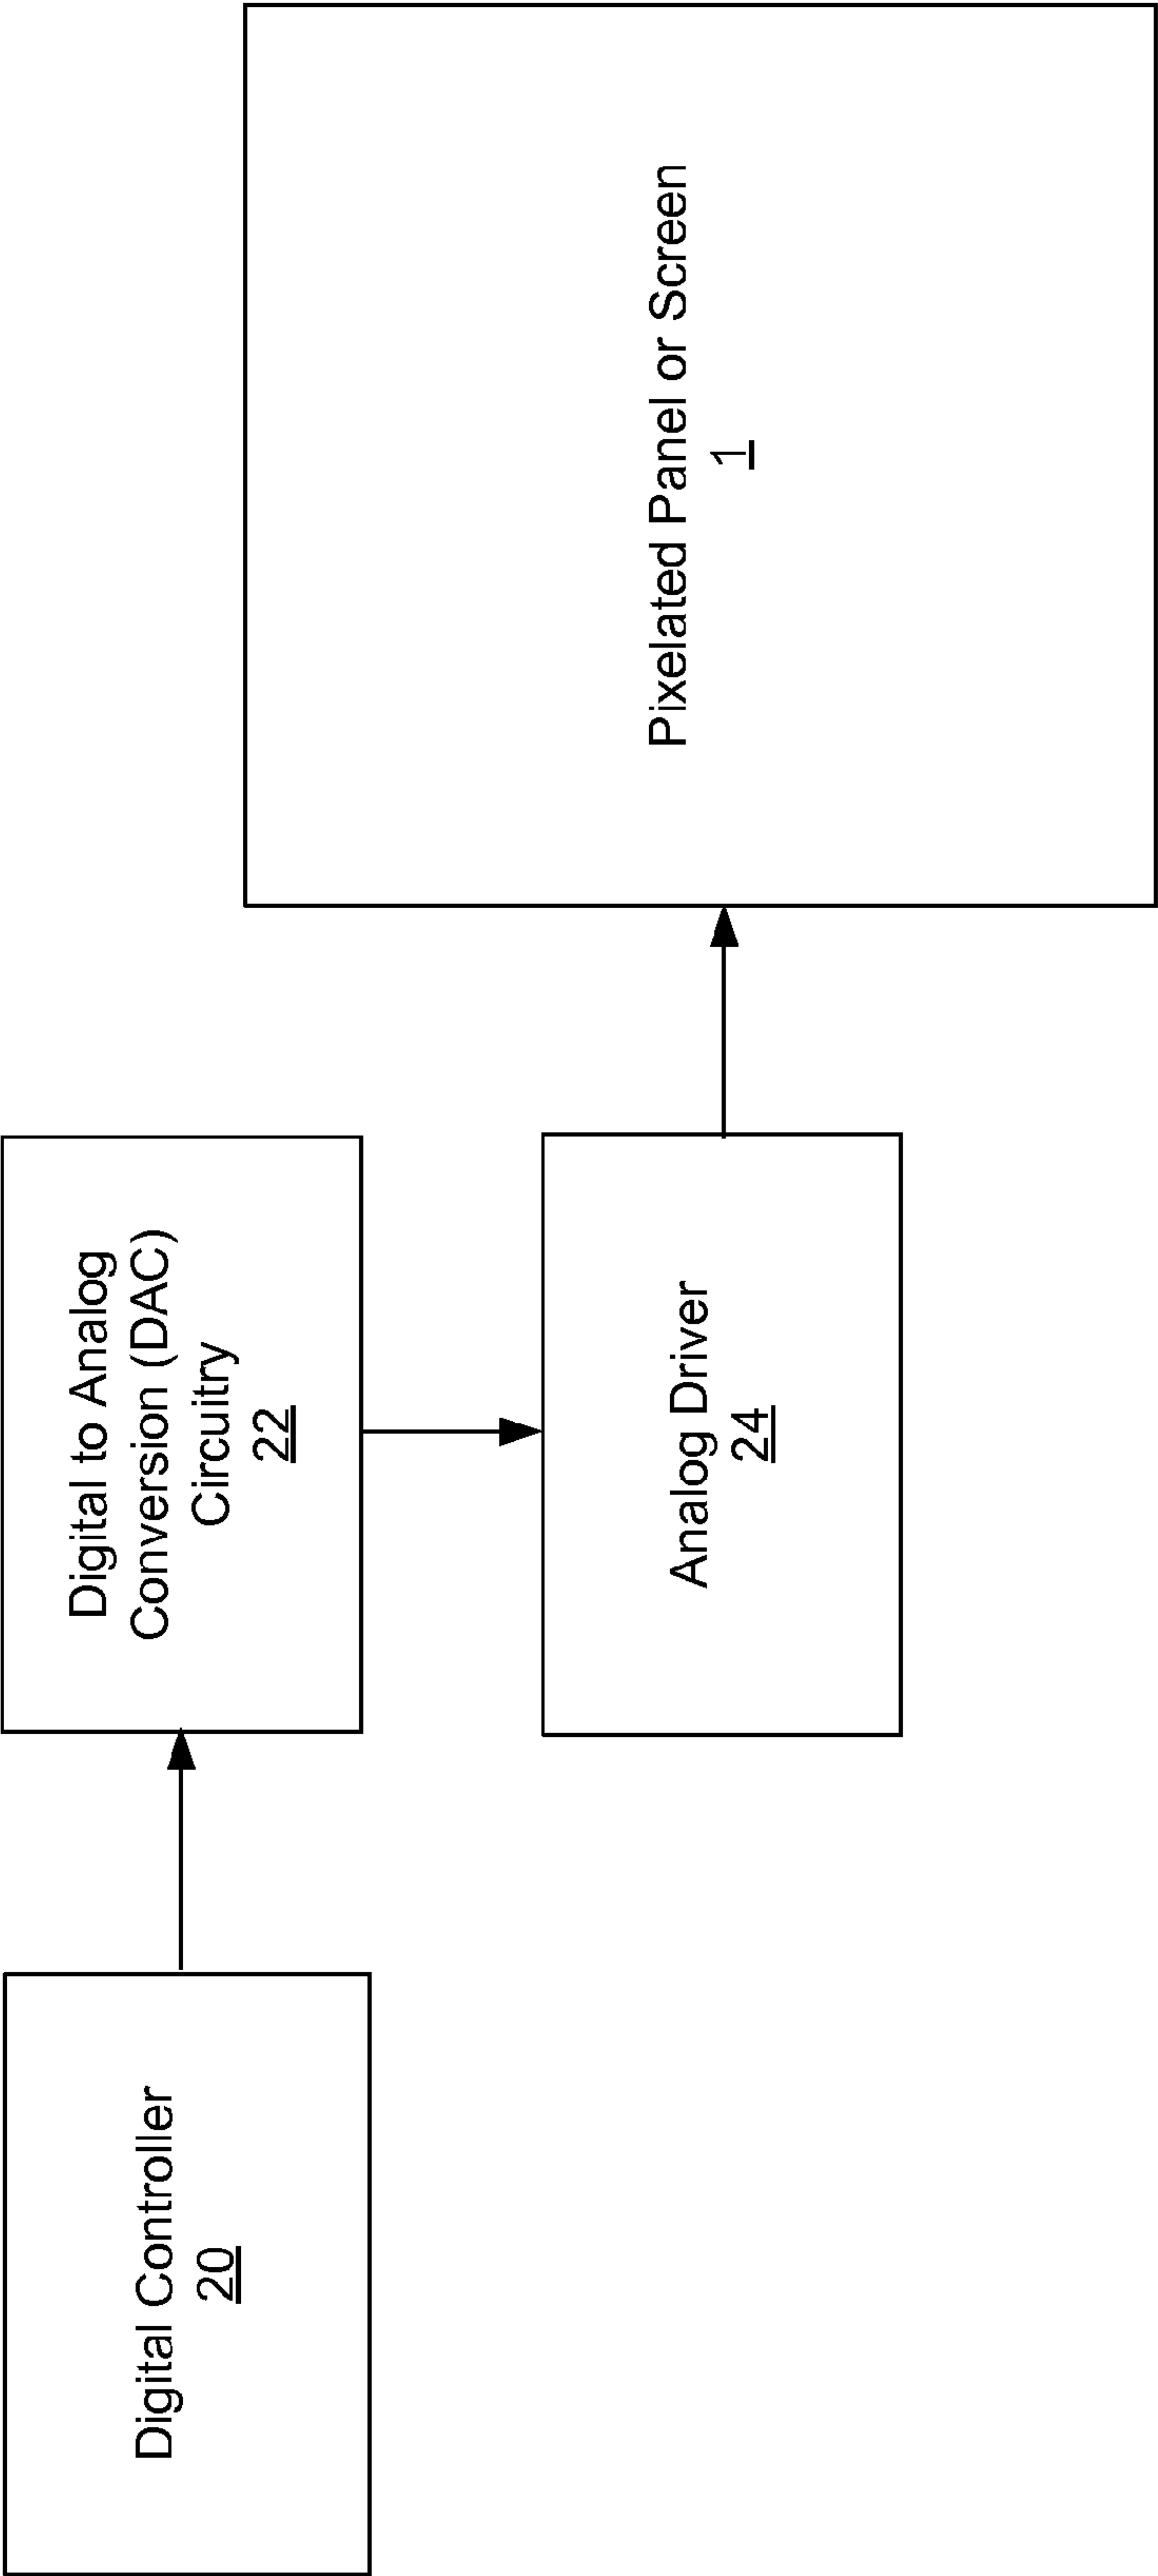 Digital Controller
20
Digital to Analog
Conversion (DAC)
Circuitry
22
Analog Driver
24
Pixelated Panel or Screen
1